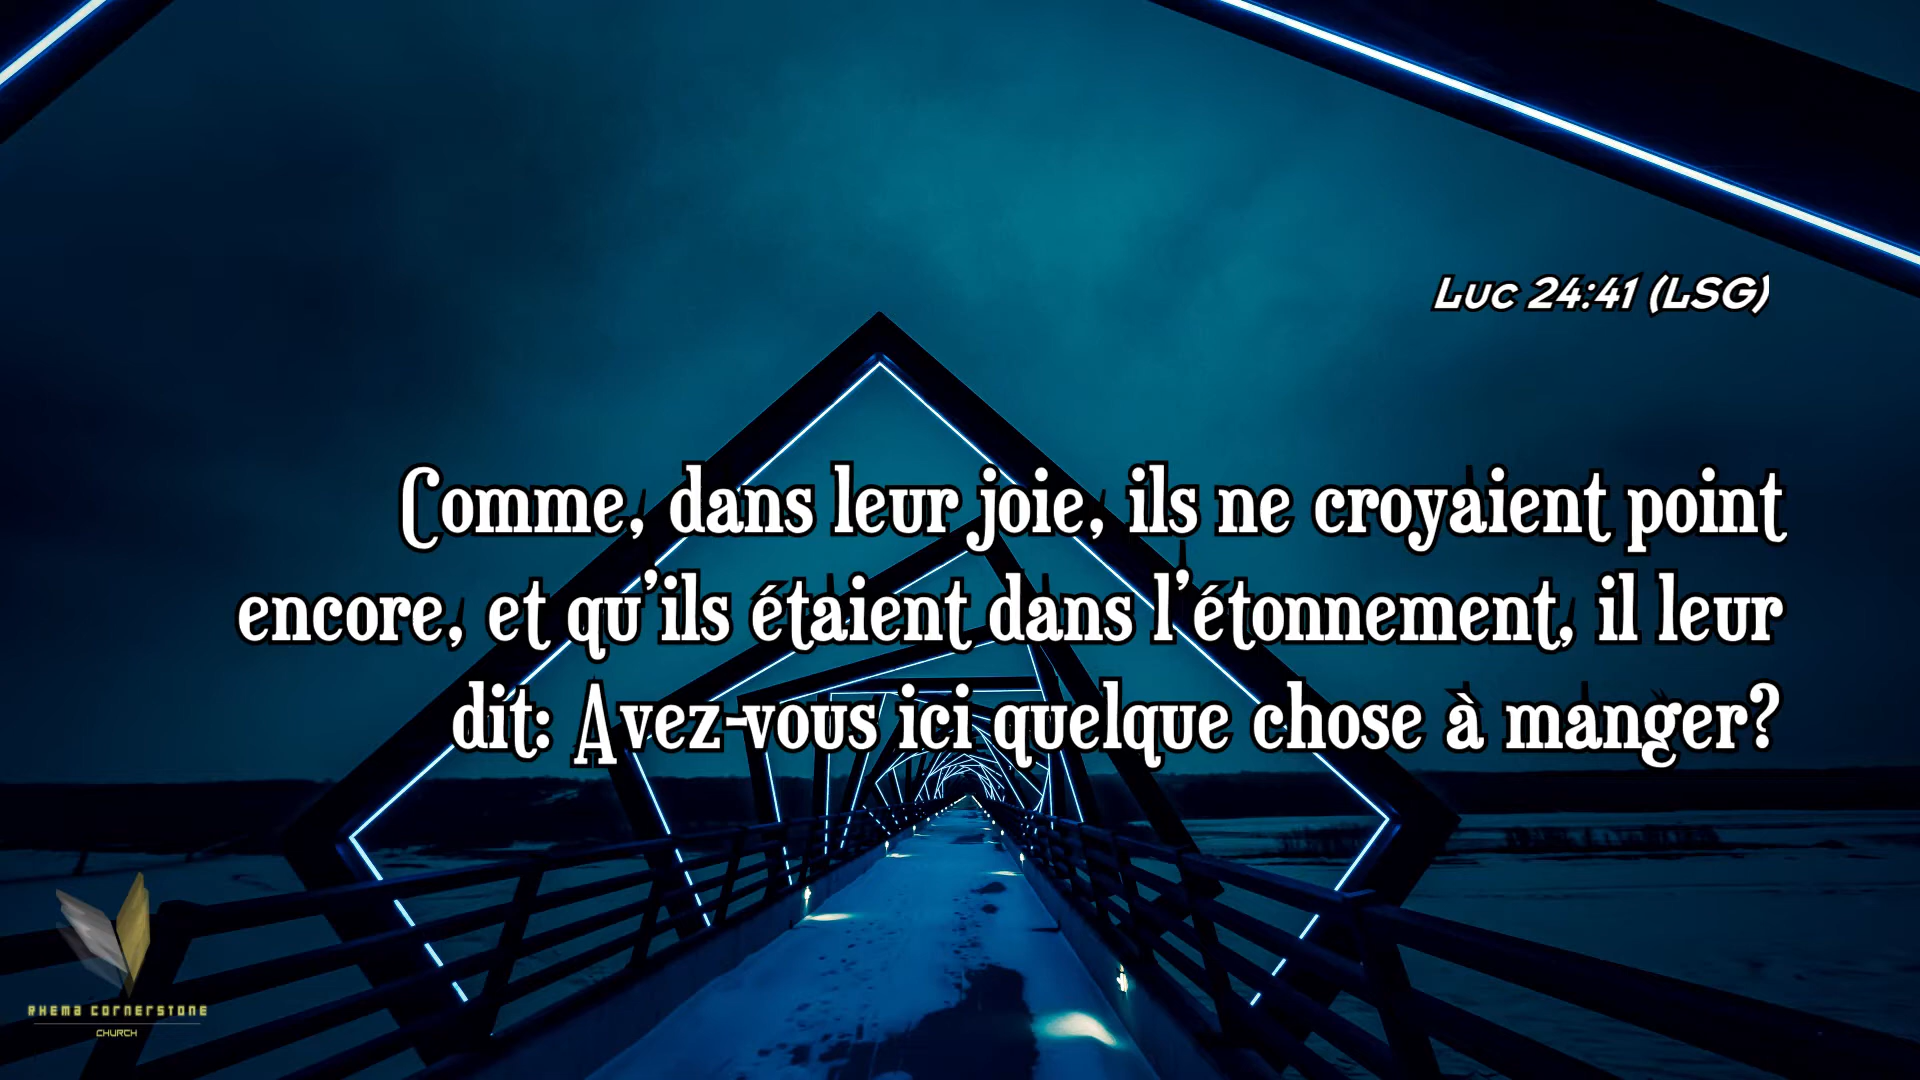 Luc 24:41 (LSG)
Comme, dans leur joie, ils ne croyaient point
encore, et qu'ils étaient dans l'étonnement, il leur
dit: Avez-vous ici quelque chose à manger?
RHEMA CORNERSTONE
CHURCH